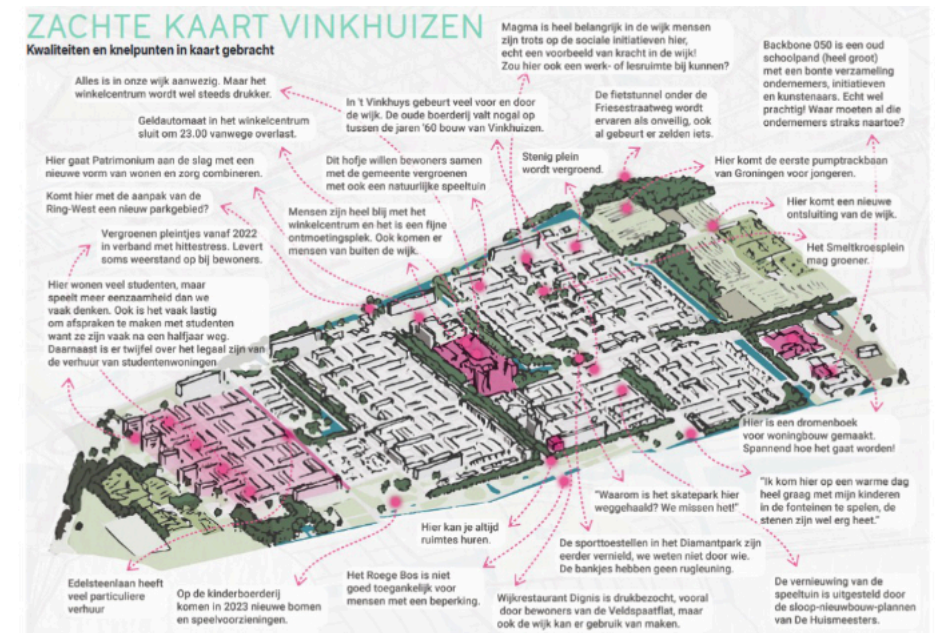 ZACHTE KAART VINKHUIZEN
Kwaliteiten en knelpunten in kaart gebracht
Magma is heel belangrijk in de wijk mensen
zijn trots op de sociale initiatieven hier,
echt een voorbeeld van kracht in de wijk!
Zou hier ook een werk- of lesruimte bij kunnen?
Backbone 050 is een oud
schoolpand (heel groot)
met een bonte verzameling
ondernemers, initiatieven
en kunstenaars. Echt wel
prachtig! Waar moeten al die
ondernemers straks naartoe?
Alles is in onze wijk aanwezig. Maar het
winkelcentrum wordt wel steeds drukker.
In 't Vinkhuys gebeurt veel voor en door
de wijk. De oude boerderij valt nogal op
tussen de jaren '60 bouw van Vinkhuizen.
De fietstunnel onder de
Friesestraatweg wordt
ervaren als onveilig, ook
al gebeurt er zelden iets.
Geldautomaat in het winkelcentrum
sluit om 23.00 vanwege overlast.
Hier gaat Patrimonium aan de slag met een
nieuwe vorm van wonen en zorg combineren.
Dit hofje willen bewoners samen
met de gemeente vergroenen
met ook een natuurlijke speeltuin
Stenig plein
wordt vergroend.
Hier komt de eerste pumptrackbaan
van Groningen voor jongeren.
Komt hier met de aanpak van de
Ring-West een nieuw parkgebied?
Mensen zijn heel blij met het
winkelcentrum en het is een fijne
ontmoetingsplek. Ook komen er
mensen van buiten de wijk.
Hier komt een nieuwe
ontsluiting van de wijk.
Vergroenen pleintjes vanaf 2022
in verband met hittestress. Levert
soms weerstand op bij bewoners.
Het Smeltkroesplein
mag groener.
Hier wonen veel studenten, maar
speelt meer eenzaamheid dan we
vaak denken. Ook is het vaak lastig
om afspraken te maken met studenten
want ze zijn vaak na een halfjaar weg.
Daarnaast is er twijfel over het legaal zijn van
de verhuur van studentenwoningen
Hier is een dromenboek
voor woningbouw gemaakt.
Spannend hoe het gaat worden!
"Waarom is het skatepark hier
weggehaald? We missen het!"
"Ik kom hier op een warme dag
heel graag met mijn kinderen
in de fonteinen te spelen, de
stenen zijn wel erg heet."
Hier kan je altijd
ruimtes huren.
De sporttoestellen in het Diamantpark zijn
eerder vernield, we weten niet door wie.
De bankjes hebben geen rugleuning.
Edelsteenlaan heeft
veel particuliere
verhuur
Op de kinderboerderij
komen in 2023 nieuwe bomen
en speelvoorzieningen.
Het Roege Bos is niet
goed toegankelijk voor
mensen met een beperking.
Wijkrestaurant Dignis is drukbezocht, vooral
door bewoners van de Veldspaatflat, maar
ook de wijk kan er gebruik van maken.
De vernieuwing van de
speeltuin is uitgesteld door
de sloop-nieuwbouw-plannen
van De Huismeesters.